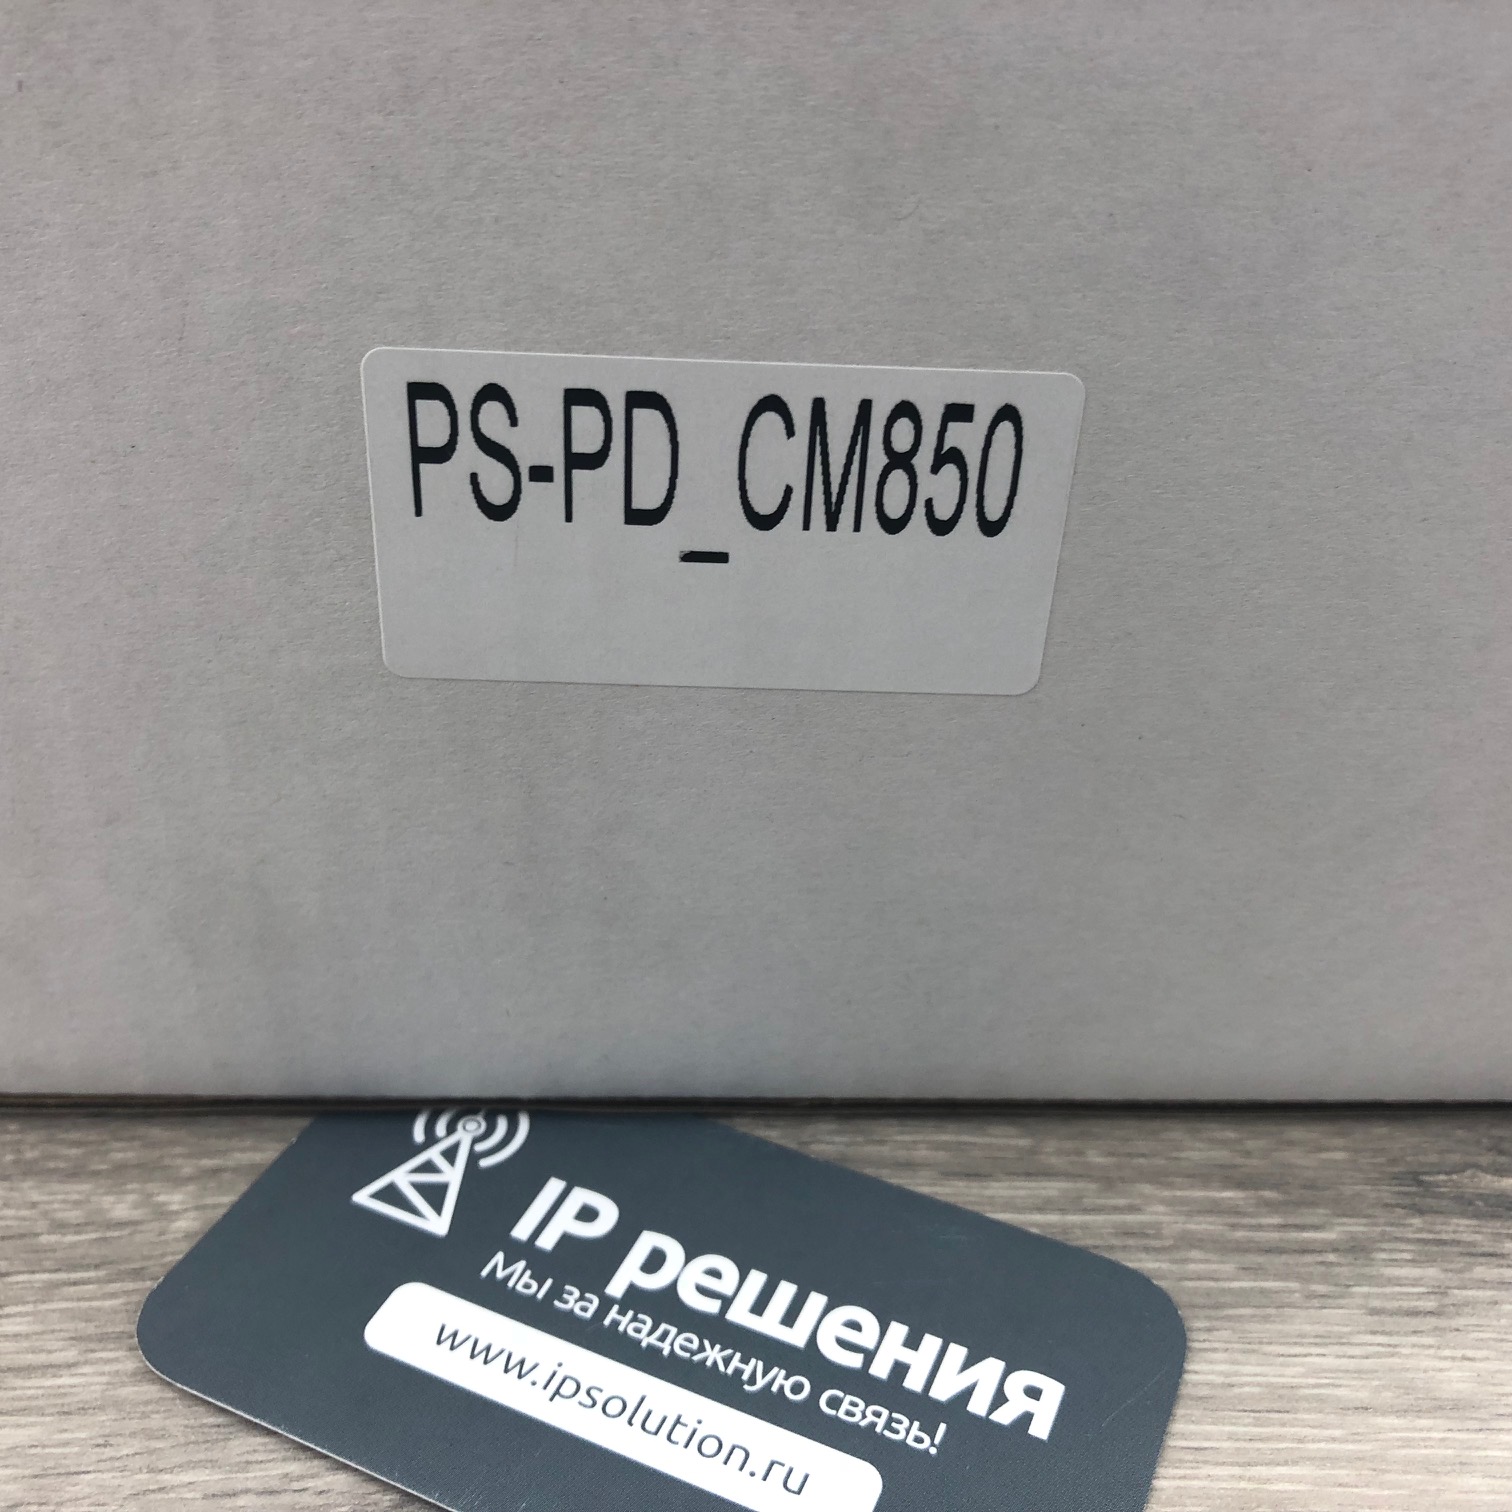 PS-PD_CM850
IP решения
Мы за надежную связь!
www.ipsolution.ru